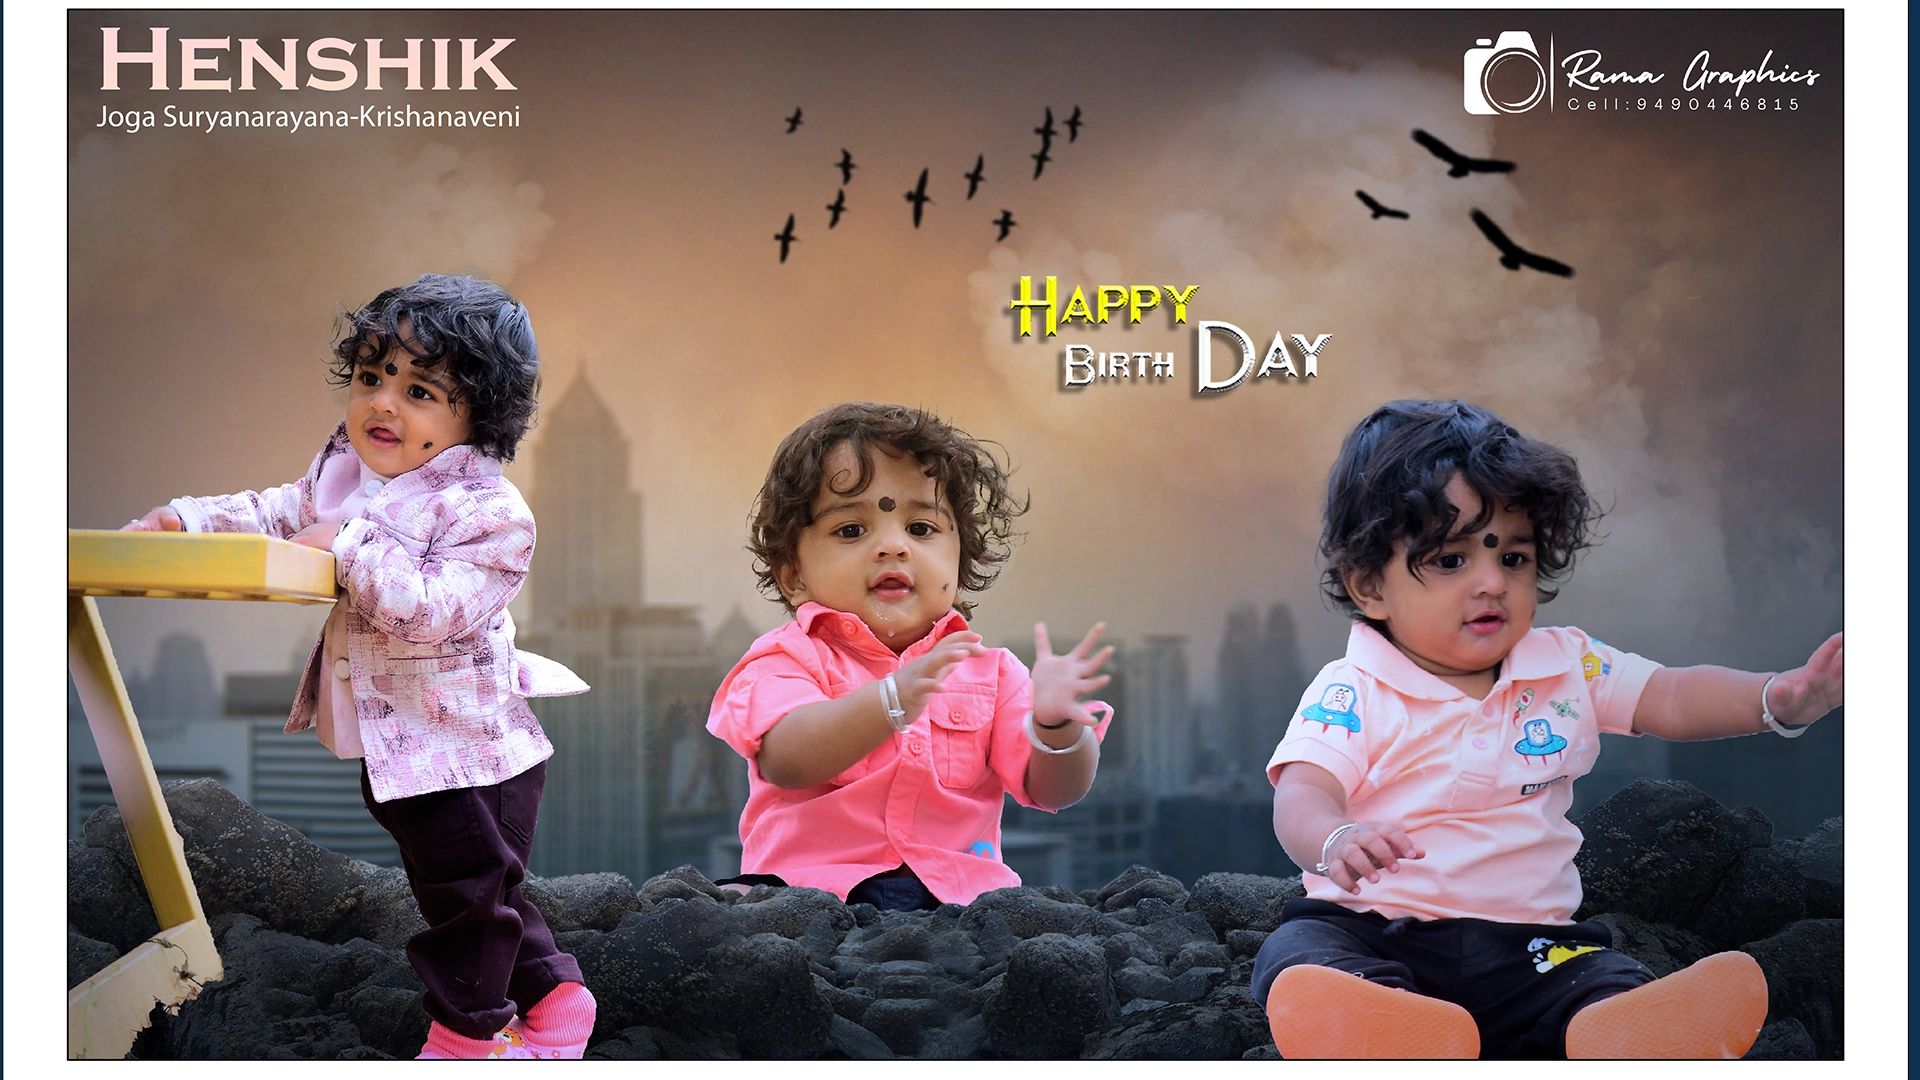 HENSHIK
Joga Suryanarayana-Krishanaveni
Rama Graphics
Cell:9490446815
HAPPY
BIRTH DAY